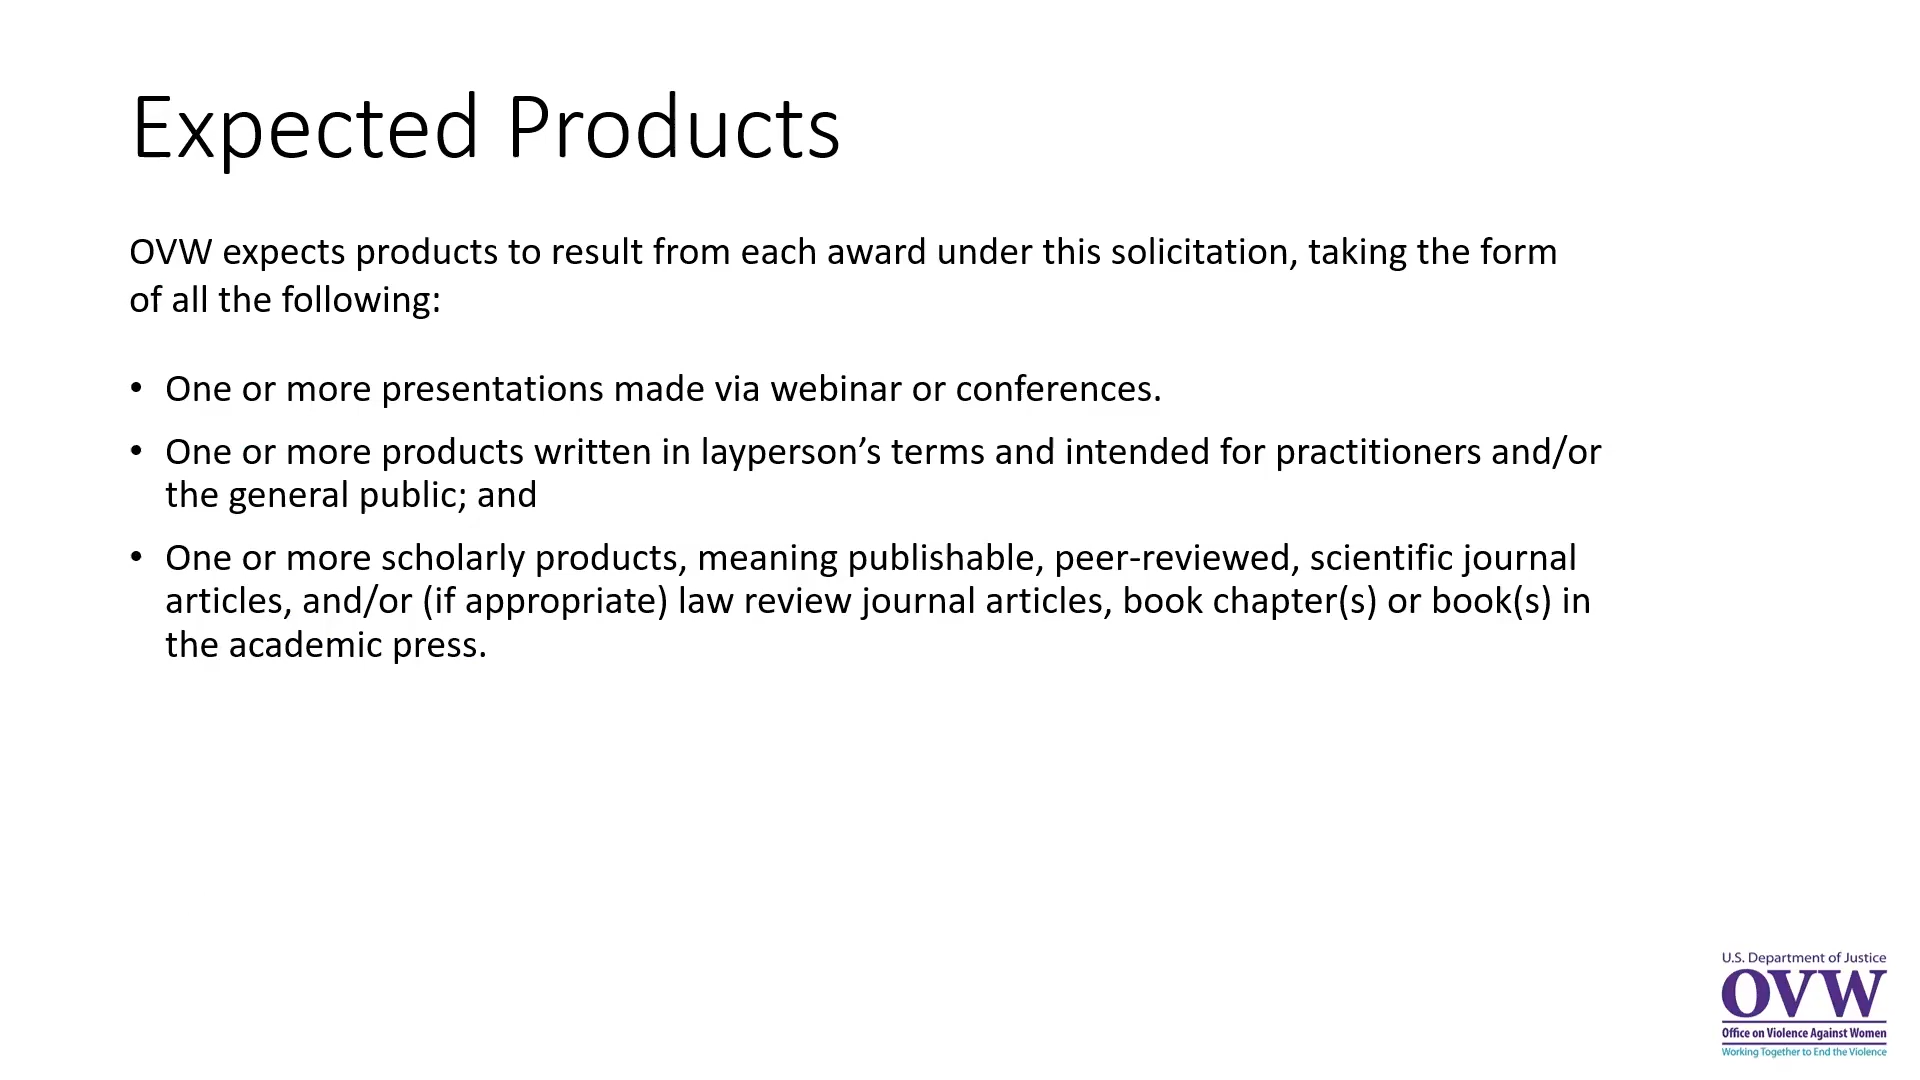 Expected Products
OVW expects products to result from each award under this solicitation, taking the form
of all the following:
• One or more presentations made via webinar or conferences.
• One or more products written in layperson’s terms and intended for practitioners and/or
the general public; and
• One or more scholarly products, meaning publishable, peer-reviewed, scientific journal
articles, and/or (if appropriate) law review journal articles, book chapter(s) or book(s) in
the academic press.
U.S. Department of Justice
OVW
Office on Violence Against Women
Working Together to End the Violence